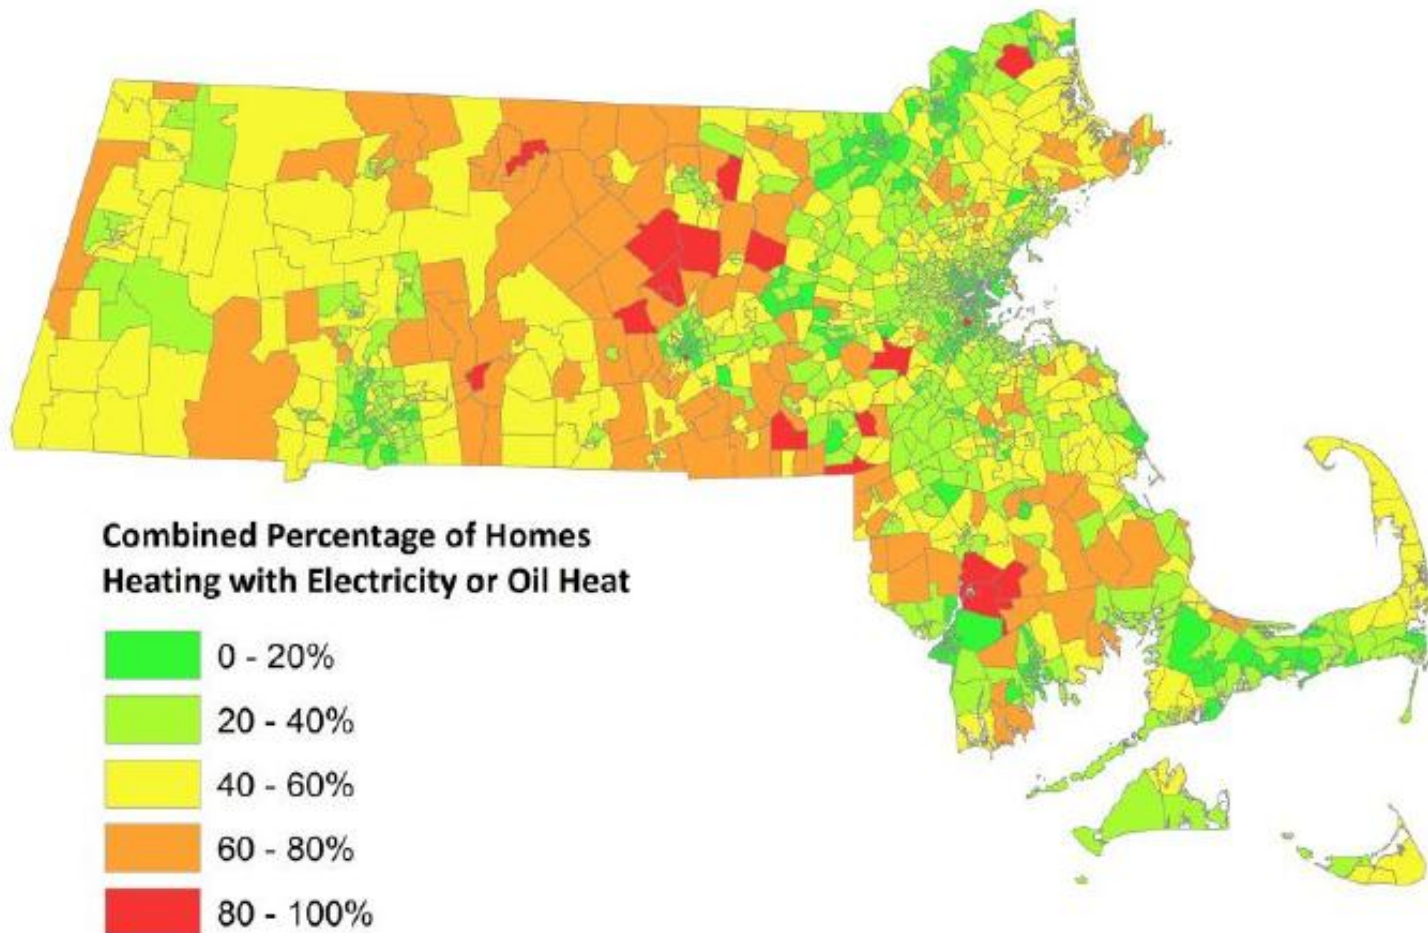 Combined Percentage of Homes
Heating with Electricity or Oil Heat
0 - 20%
20 - 40%
40 - 60%
60 - 80%
80 - 100%